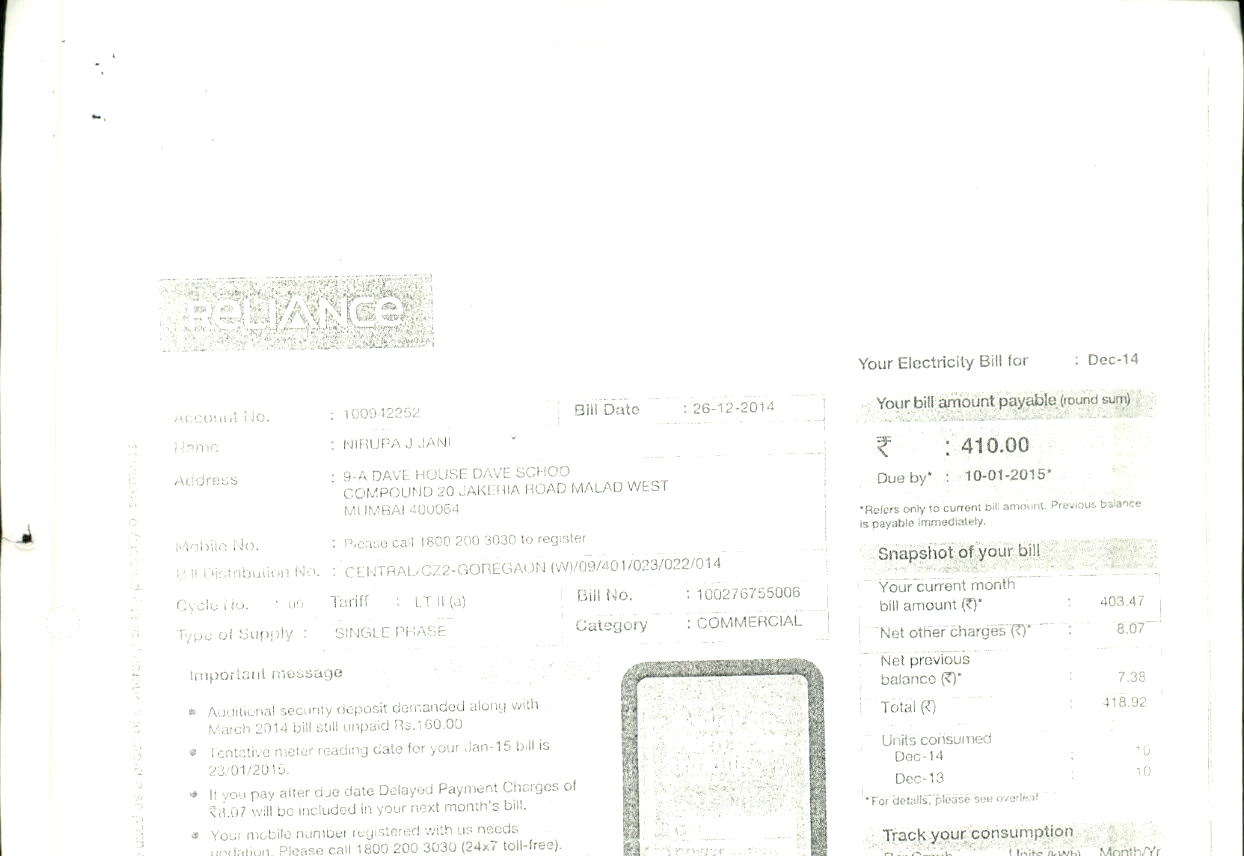 RELIANCE
Your Electricity Bill for : Dec-14
Account No. : 100942252
Bill Date : 26-12-2014
Name : NIRUPA J JANI
Address : 9-A DAVE HOUSE DAVE SCHOO
COMPOUND 20 JAKERIA ROAD MALAD WEST
MUMBAI 400064
Mobile No. : Please call 1800 200 3030 to register
Bill Distribution No. : CENTRAL/CZ2-GOREGAON (W)/09/401/023/022/014
Cycle No. : 09 Tariff : LT II (a)
Bill No. : 100276755006
Type of Supply : SINGLE PHASE
Category : COMMERCIAL
Your bill amount payable (round sum)
₹ : 410.00
Due by* : 10-01-2015*
*Refers only to current bill amount. Previous balance
is payable immediately.
Snapshot of your bill
Your current month
bill amount (₹)* : 403.47
Net other charges (₹)* : 8.07
Net previous
balance (₹)* : 7.38
Total (₹) : 418.92
Units consumed
Dec-14 : 10
Dec-13 : 10
*For details, please see overleaf
Track your consumption
Units (kwh) Month/Yr
Important message
Additional security deposit demanded along with
March 2014 bill still unpaid Rs.160.00
Tentative meter reading date for your Jan-15 bill is
23/01/2015.
If you pay after due date Delayed Payment Charges of
₹8.07 will be included in your next month's bill.
Your mobile number registered with us needs
updation. Please call 1800 200 3030 (24x7 toll-free).